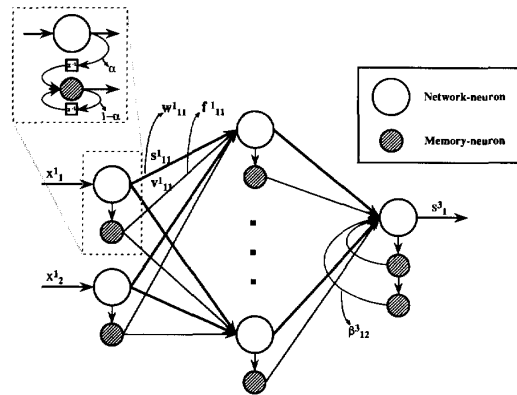 α
1-α
w¹₁₁
f¹₁₁
s¹₁₁
v¹₁₁
x¹₁
x¹₂
Network-neuron
Memory-neuron
s³₁
β³₁₂